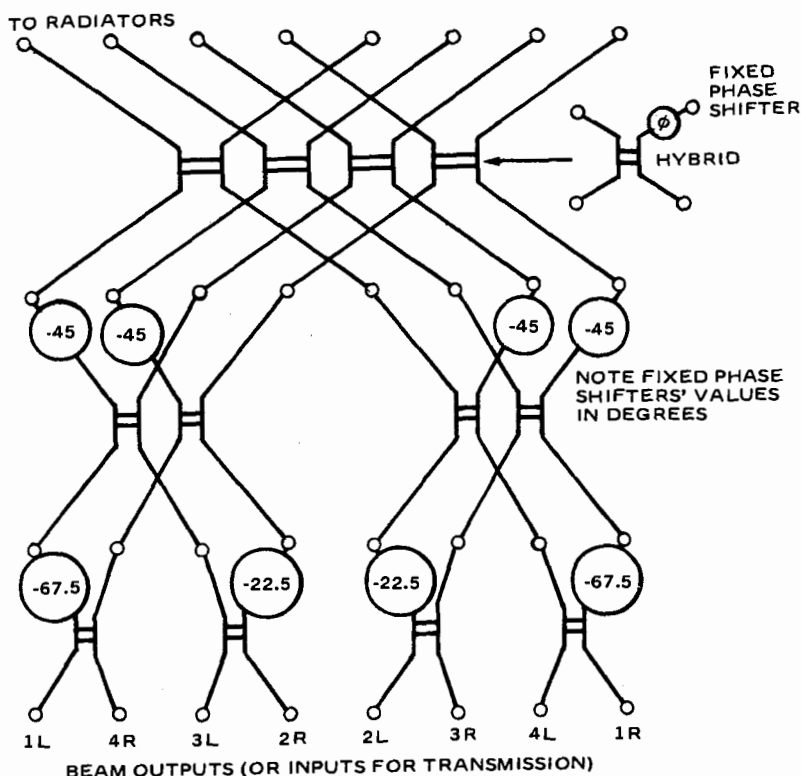 TO RADIATORS
FIXED
PHASE
SHIFTER
ϕ
HYBRID
-45
-45
-45
-45
NOTE FIXED PHASE
SHIFTERS' VALUES
IN DEGREES
-67.5
-22.5
-22.5
-67.5
1L 4R 3L 2R 2L 3R 4L 1R
BEAM OUTPUTS (OR INPUTS FOR TRANSMISSION)